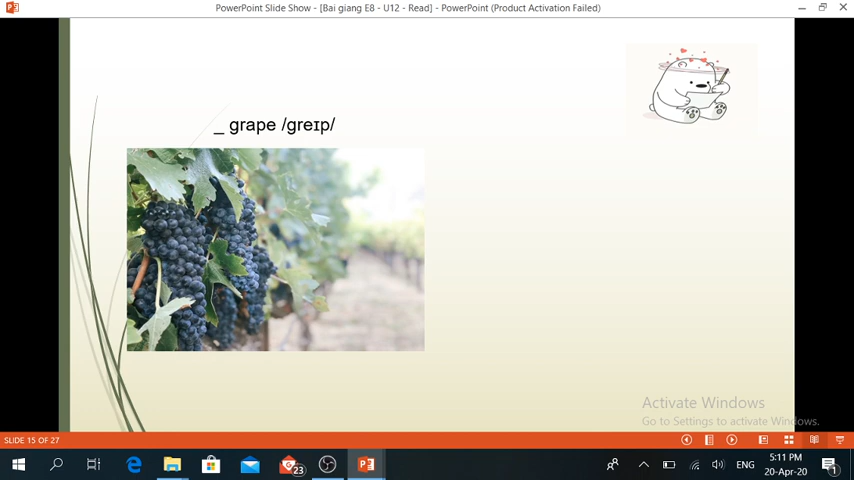 PowerPoint Slide Show - [Bai giang E8 - U12 - Read] - PowerPoint (Product Activation Failed)
_ grape /greɪp/
Activate Windows
Go to Settings to activate Windows.
SLIDE 15 OF 27
23
ENG
5:11 PM
20-Apr-20
1